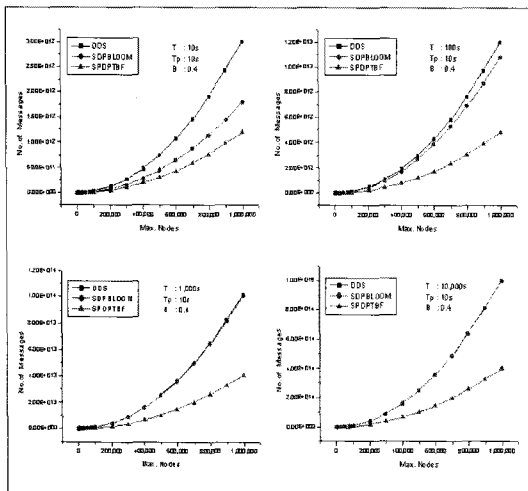 3.00E+012
2.50E+012
2.00E+012
1.50E+012
1.00E+012
5.00E+011
0.00E+000
No. of Messages
DDS
SDPBLOOM
SPDPTBF
T : 10s
Tp : 10s
B : 0.4
0 200,000 400,000 600,000 800,000 1,000,000
Max. Nodes
1.20E+013
1.00E+013
8.00E+012
6.00E+012
4.00E+012
2.00E+012
0.00E+000
No. of Messages
DDS
SDPBLOOM
SPDPTBF
T : 100s
Tp : 10s
B : 0.4
0 200,000 400,000 600,000 800,000 1,000,000
Max. Nodes
1.20E+014
1.00E+014
8.00E+013
6.00E+013
4.00E+013
2.00E+013
0.00E+000
No. of Messages
DDS
SDPBLOOM
SPDPTBF
T : 1,000s
Tp : 10s
B : 0.4
0 200,000 400,000 600,000 800,000 1,000,000
Max. Nodes
1.00E+015
8.00E+014
6.00E+014
4.00E+014
2.00E+014
0.00E+000
No. of Messages
DDS
SDPBLOOM
SPDPTBF
T : 10,000s
Tp : 10s
B : 0.4
0 200,000 400,000 600,000 800,000 1,000,000
Max. Nodes